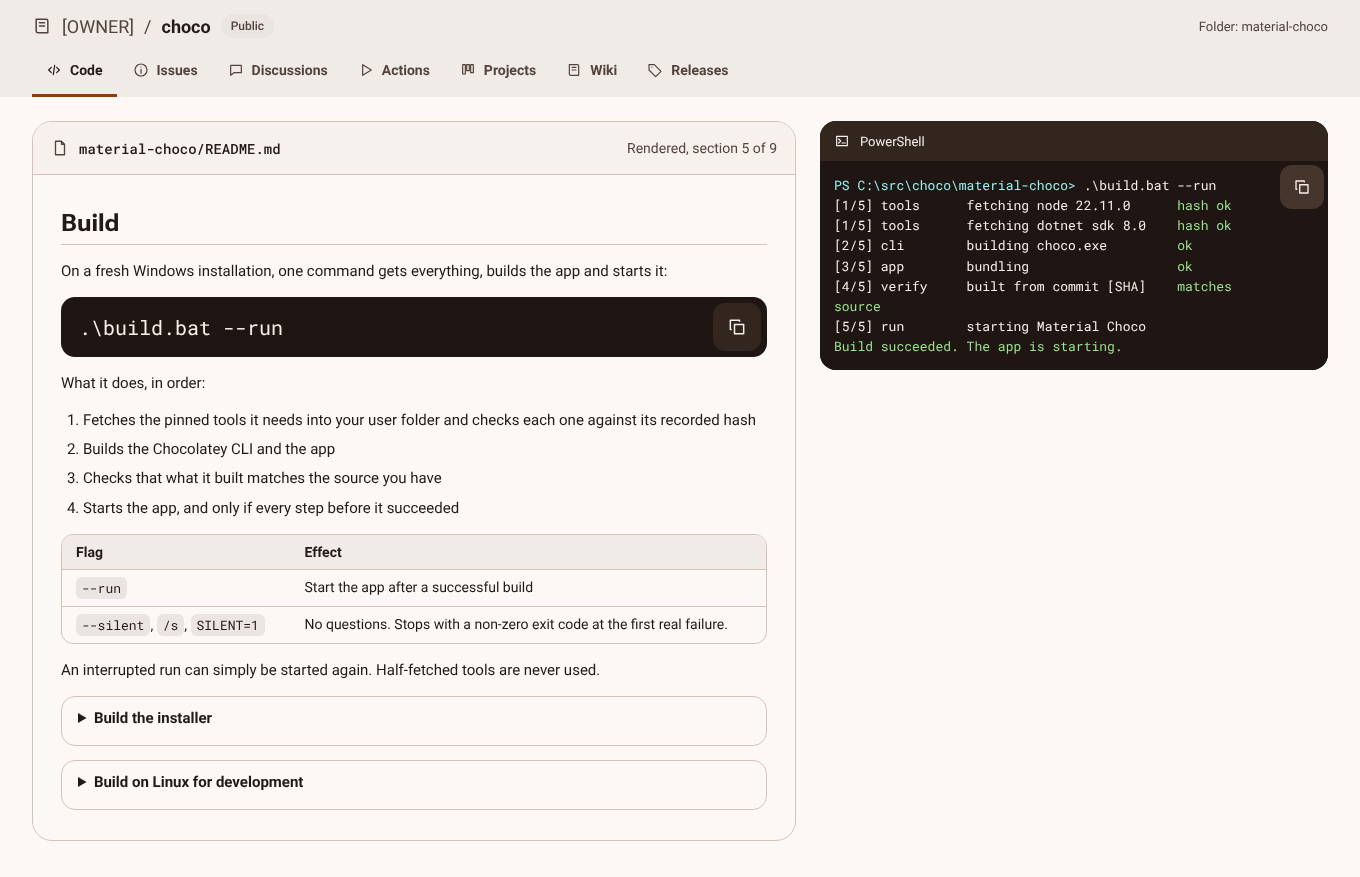 [OWNER] / choco Public
Folder: material-choco
Code Issues Discussions Actions Projects Wiki Releases
material-choco/README.md
Rendered, section 5 of 9
Build
On a fresh Windows installation, one command gets everything, builds the app and starts it:
.\build.bat --run
What it does, in order:
1. Fetches the pinned tools it needs into your user folder and checks each one against its recorded hash
2. Builds the Chocolatey CLI and the app
3. Checks that what it built matches the source you have
4. Starts the app, and only if every step before it succeeded
Flag Effect
--run Start the app after a successful build
--silent, /s, SILENT=1 No questions. Stops with a non-zero exit code at the first real failure.
An interrupted run can simply be started again. Half-fetched tools are never used.
Build the installer
Build on Linux for development
PowerShell
PS C:\src\choco\material-choco> .\build.bat --run
[1/5] tools fetching node 22.11.0 hash ok
[1/5] tools fetching dotnet sdk 8.0 hash ok
[2/5] cli building choco.exe ok
[3/5] app bundling ok
[4/5] verify built from commit [SHA] matches
source
[5/5] run starting Material Choco
Build succeeded. The app is starting.